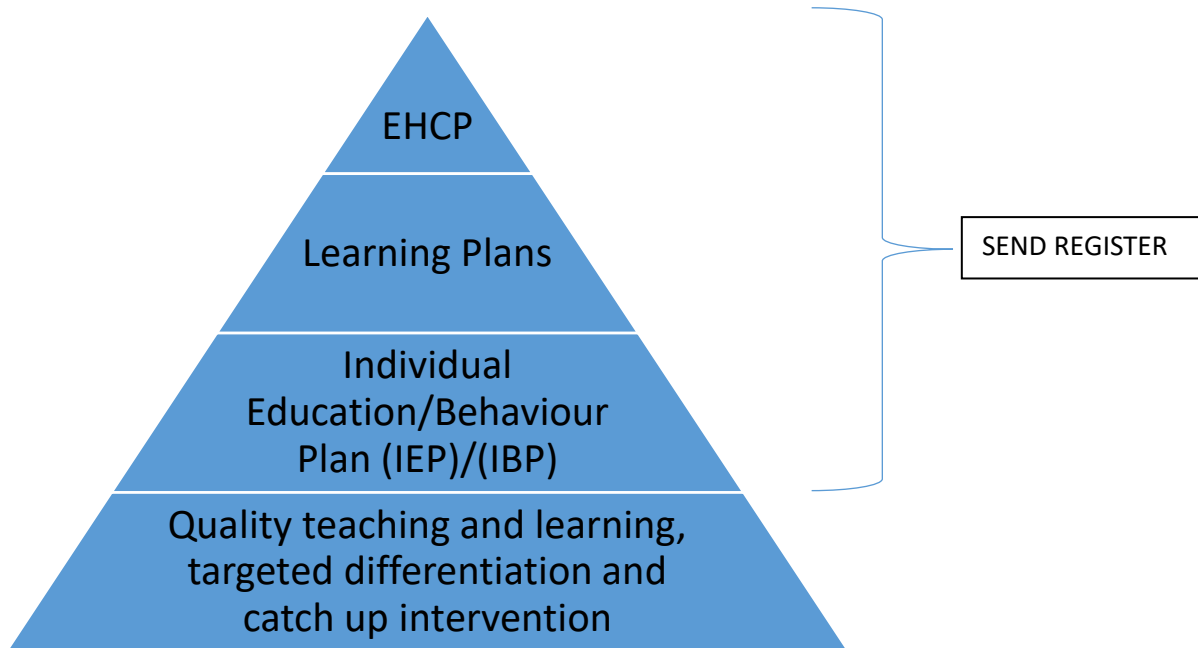 EHCP
Learning Plans
SEND REGISTER
Individual
Education/Behaviour
Plan (IEP)/(IBP)
Quality teaching and learning,
targeted differentiation and
catch up intervention